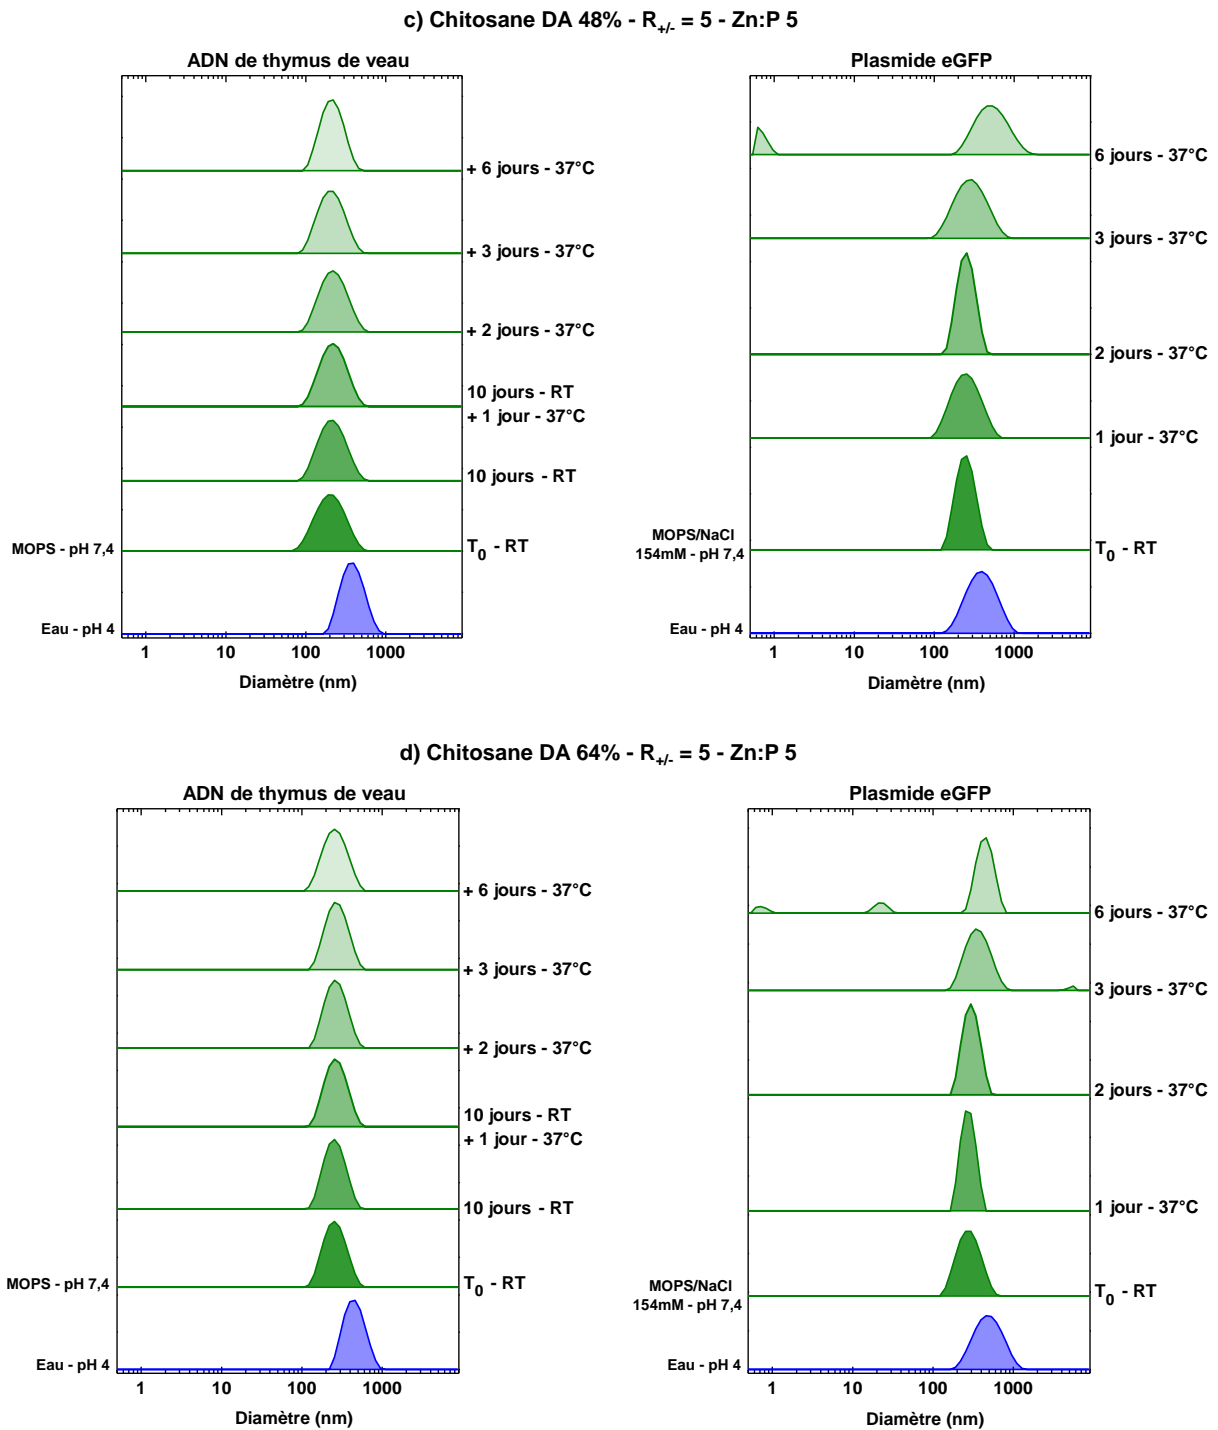 c) Chitosane DA 48% - R+/- = 5 - Zn:P 5
ADN de thymus de veau
+ 6 jours - 37°C
+ 3 jours - 37°C
+ 2 jours - 37°C
10 jours - RT
+ 1 jour - 37°C
10 jours - RT
MOPS - pH 7,4
T0 - RT
Eau - pH 4
1 10 100 1000
Diamètre (nm)
Plasmide eGFP
6 jours - 37°C
3 jours - 37°C
2 jours - 37°C
1 jour - 37°C
MOPS/NaCl
154mM - pH 7,4
T0 - RT
Eau - pH 4
1 10 100 1000
Diamètre (nm)
d) Chitosane DA 64% - R+/- = 5 - Zn:P 5
ADN de thymus de veau
+ 6 jours - 37°C
+ 3 jours - 37°C
+ 2 jours - 37°C
10 jours - RT
+ 1 jour - 37°C
10 jours - RT
MOPS - pH 7,4
T0 - RT
Eau - pH 4
1 10 100 1000
Diamètre (nm)
Plasmide eGFP
6 jours - 37°C
3 jours - 37°C
2 jours - 37°C
1 jour - 37°C
MOPS/NaCl
154mM - pH 7,4
T0 - RT
Eau - pH 4
1 10 100 1000
Diamètre (nm)